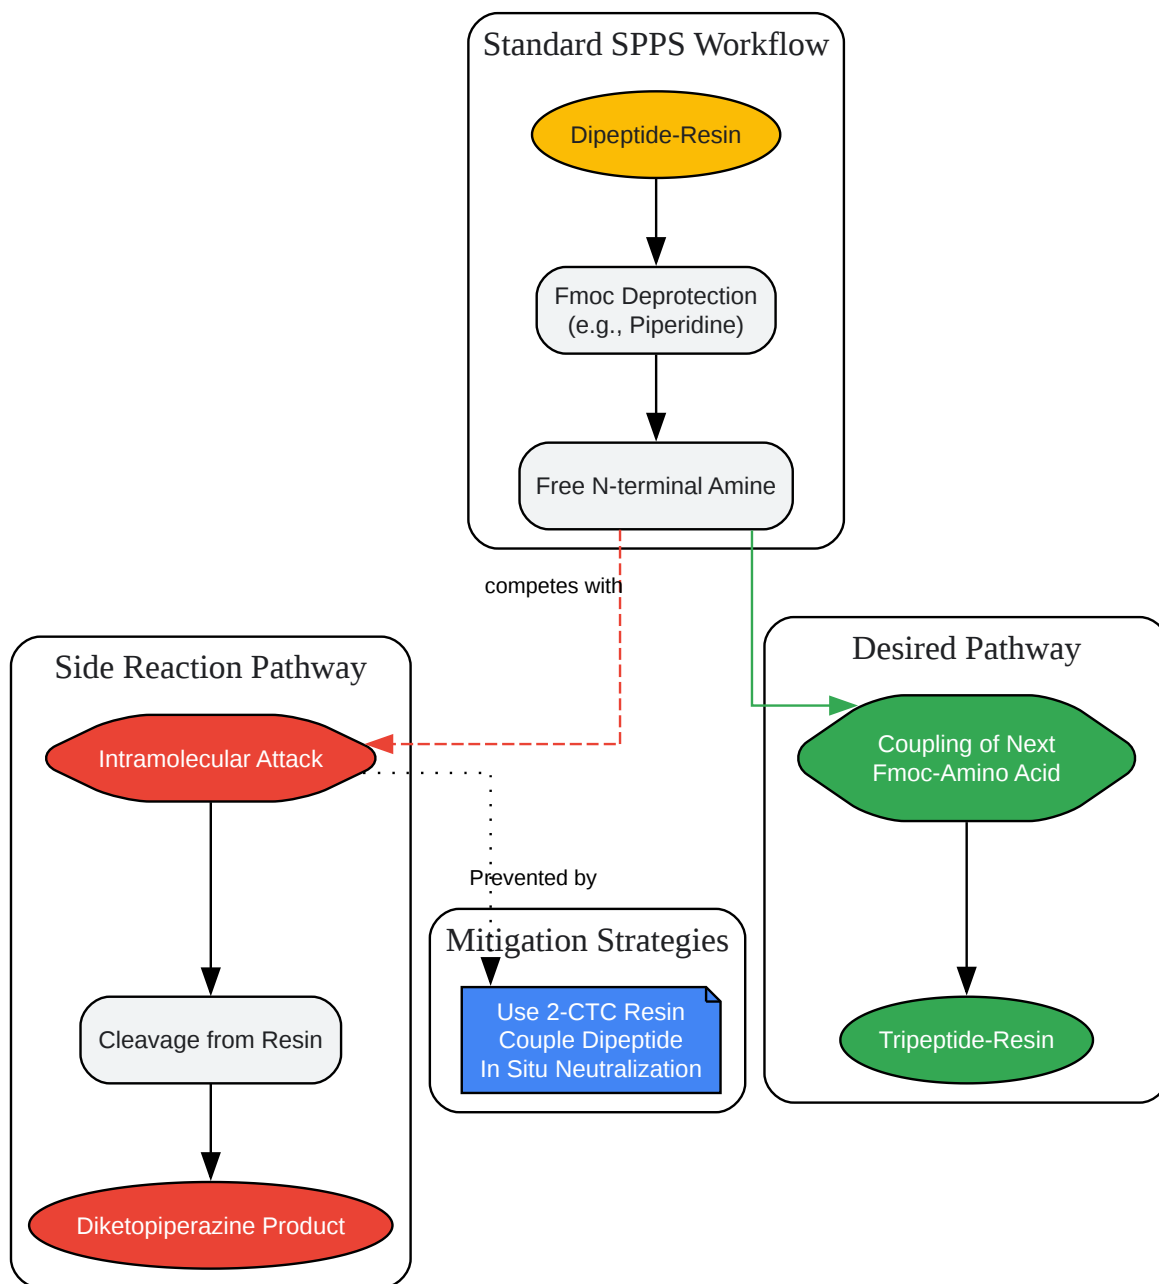 Standard SPPS Workflow
Dipeptide-Resin
Fmoc Deprotection
(e.g., Piperidine)
Free N-terminal Amine
competes with
Side Reaction Pathway
Intramolecular Attack
Desired Pathway
Coupling of Next
Fmoc-Amino Acid
Prevented by
Mitigation Strategies
Use 2-CTC Resin
Couple Dipeptide
In Situ Neutralization
Cleavage from Resin
Tripeptide-Resin
Diketopiperazine Product